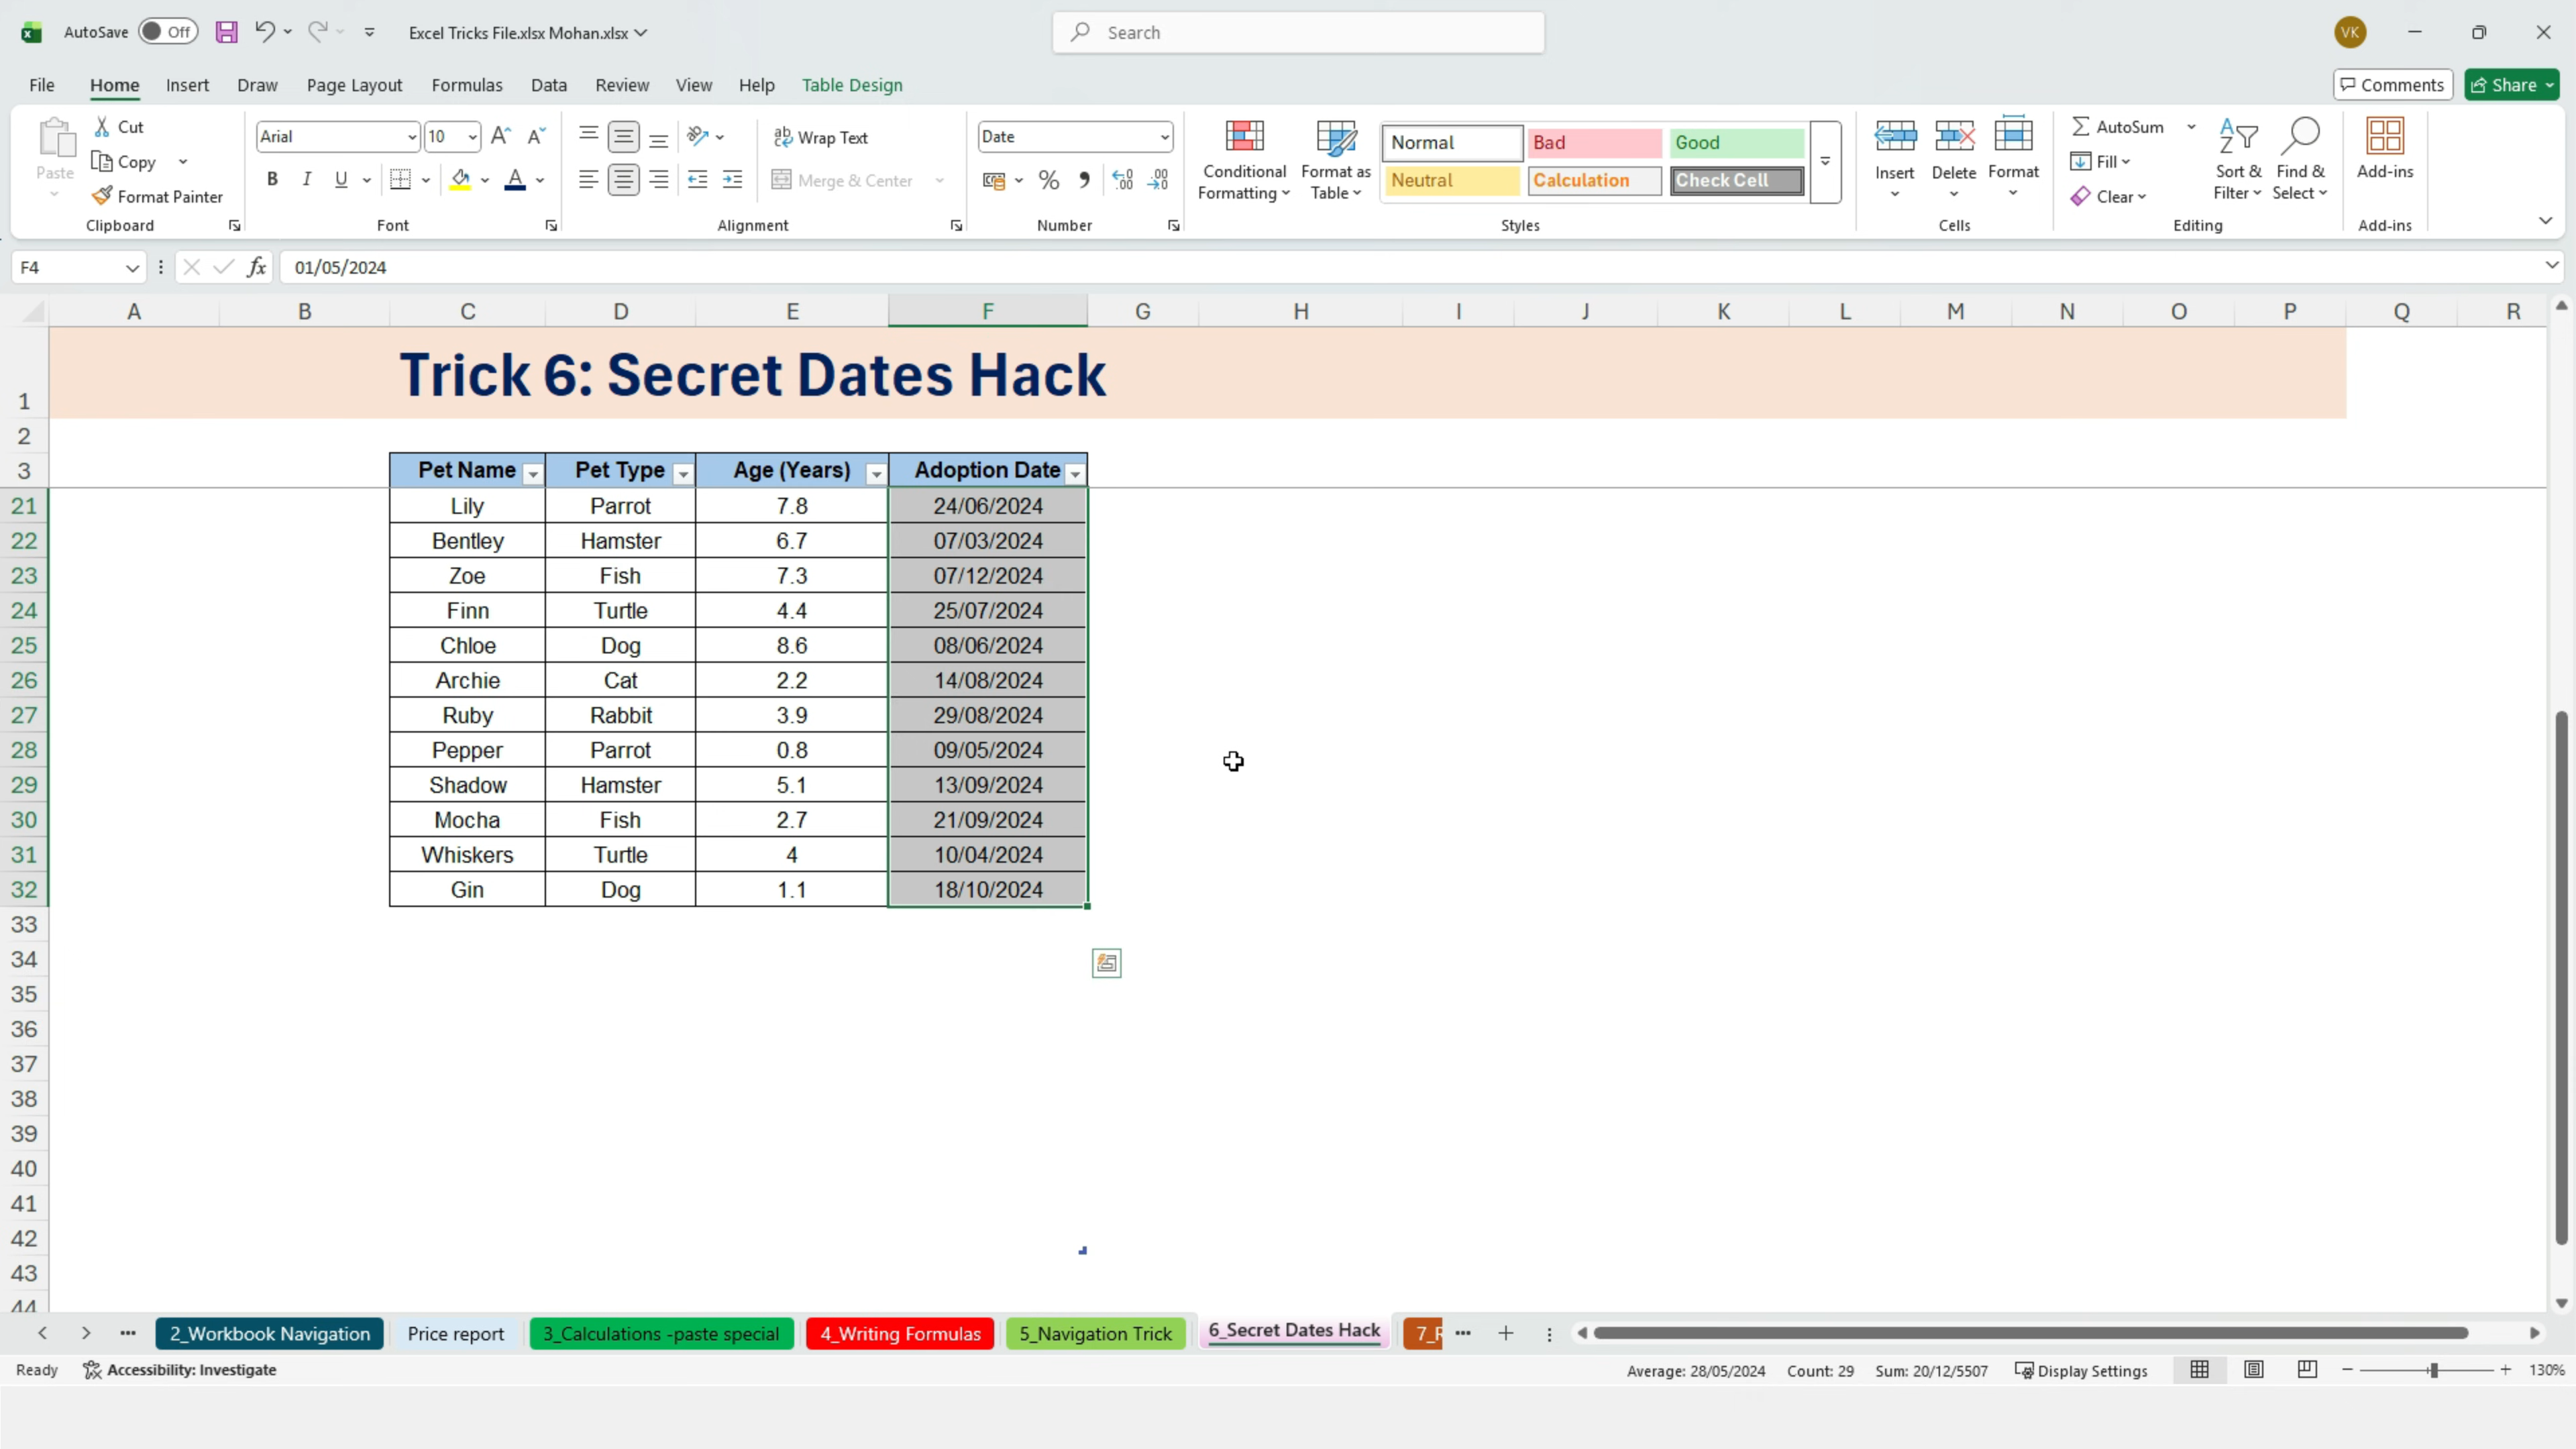 AutoSave Off Excel Tricks File.xlsx Mohan.xlsx Search VK
File Home Insert Draw Page Layout Formulas Data Review View Help Table Design Comments Share
Paste Cut Copy Format Painter Clipboard
Arial 10 B I U Font
Wrap Text Merge & Center Alignment
Date % Number
Conditional Formatting Format as Table
Normal Bad Good
Neutral Calculation Check Cell
Styles
Insert Delete Format Cells
AutoSum Fill Clear Sort & Filter Find & Select Editing
Add-ins Add-ins
F4 fx 01/05/2024
A B C D E F G H I J K L M N O P Q R
1 Trick 6: Secret Dates Hack
2
3 Pet Name Pet Type Age (Years) Adoption Date
21 Lily Parrot 7.8 24/06/2024
22 Bentley Hamster 6.7 07/03/2024
23 Zoe Fish 7.3 07/12/2024
24 Finn Turtle 4.4 25/07/2024
25 Chloe Dog 8.6 08/06/2024
26 Archie Cat 2.2 14/08/2024
27 Ruby Rabbit 3.9 29/08/2024
28 Pepper Parrot 0.8 09/05/2024
29 Shadow Hamster 5.1 13/09/2024
30 Mocha Fish 2.7 21/09/2024
31 Whiskers Turtle 4 10/04/2024
32 Gin Dog 1.1 18/10/2024
33
34
35
36
37
38
39
40
41
42
43
44
2_Workbook Navigation Price report 3_Calculations -paste special 4_Writing Formulas 5_Navigation Trick 6_Secret Dates Hack 7_R
Ready Accessibility: Investigate Average: 28/05/2024 Count: 29 Sum: 20/12/5507 Display Settings 130%